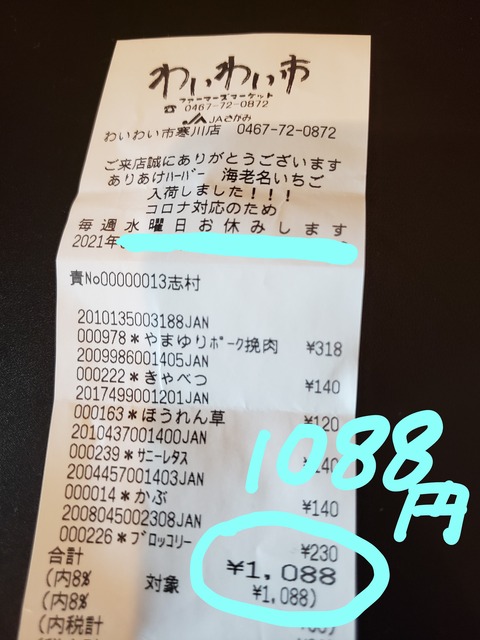 わいわい市
ファーマーズマーケット
☎ 0467-72-0872
JAさがみ
わいわい市寒川店 0467-72-0872
ご来店誠にありがとうございます
ありあけハーバー 海老名いちご
入荷しました!!!
コロナ対応のため
毎週水曜日お休みします
2021年
責No00000013志村
2010135003188JAN
000978*やまゆりポーク挽肉 ¥318
2009986001405JAN
000222*きゃべつ ¥140
2017499001201JAN
000163*ほうれん草 ¥120
2010437001400JAN
000239*サニーレタス
2004457001403JAN
000014*かぶ ¥140
2008045002308JAN
000226*ブロッコリー ¥230
合計 ¥1,088
(内8% 対象 ¥1,088)
(内8%
(内税計
1088
円